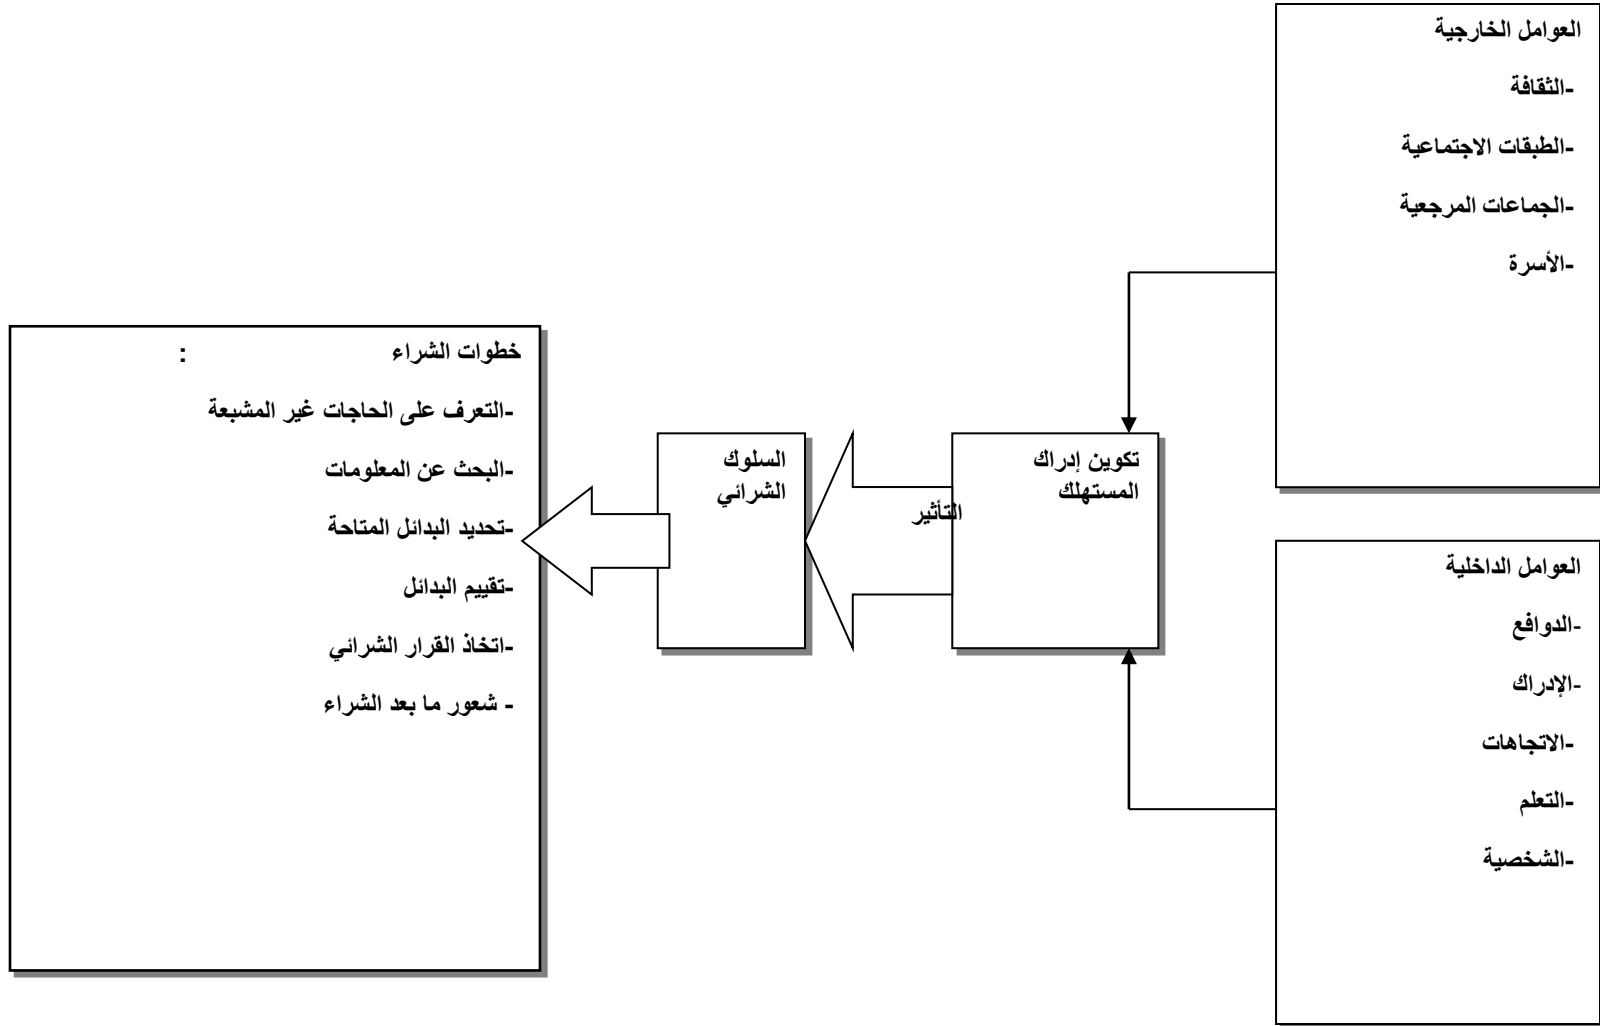 العوامل الخارجية
-الثقافة
-الطبقات الاجتماعية
-الجماعات المرجعية
-الأسرة
العوامل الداخلية
-الدوافع
-الإدراك
-الاتجاهات
-التعلم
-الشخصية
تكوين إدراك
المستهلك
التأثير
السلوك
الشرائي
خطوات الشراء :
-التعرف على الحاجات غير المشبعة
-البحث عن المعلومات
-تحديد البدائل المتاحة
-تقييم البدائل
-اتخاذ القرار الشرائي
- شعور ما بعد الشراء